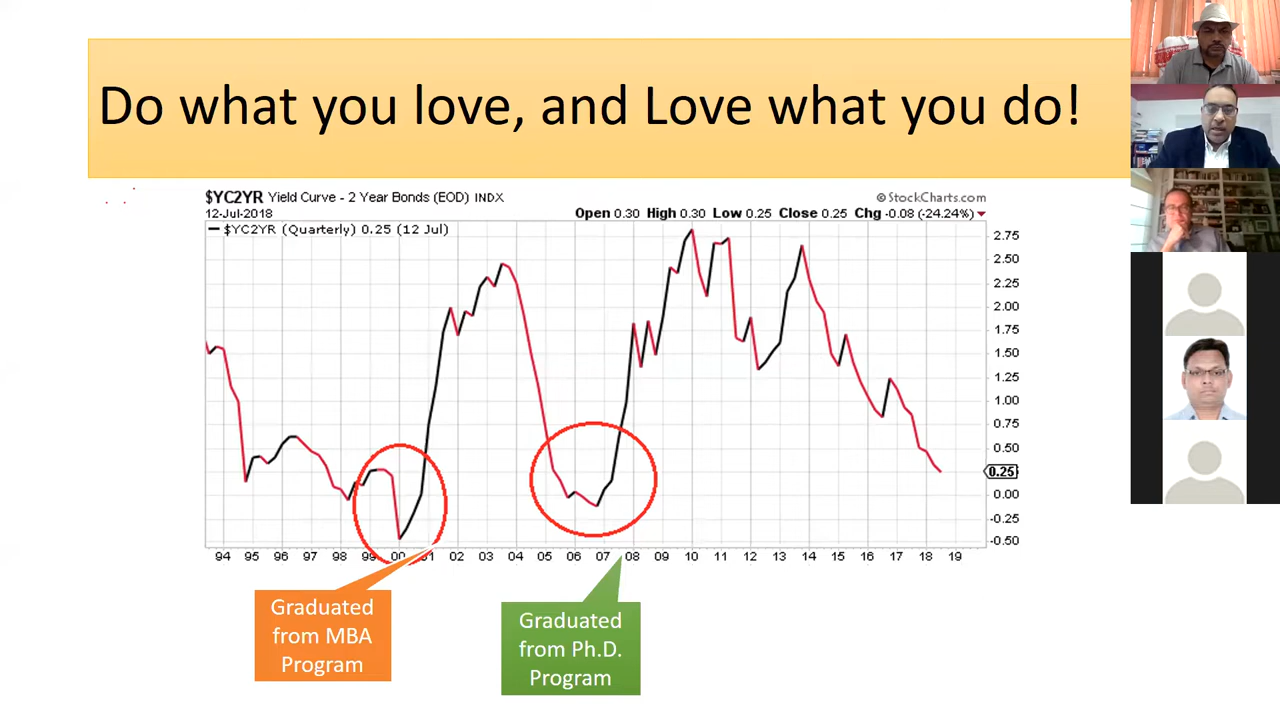 Do what you love, and Love what you do!
$YC2YR Yield Curve - 2 Year Bonds (EOD) INDX
© StockCharts.com
12-Jul-2018
Open 0.30 High 0.30 Low 0.25 Close 0.25 Chg -0.08 (-24.24%)
$YC2YR (Quarterly) 0.25 (12 Jul)
2.75
2.50
2.25
2.00
1.75
1.50
1.25
1.00
0.75
0.50
0.25
0.00
-0.25
-0.50
94 95 96 97 98 99 00 01 02 03 04 05 06 07 08 09 10 11 12 13 14 15 16 17 18 19
Graduated
from MBA
Program
Graduated
from Ph.D.
Program